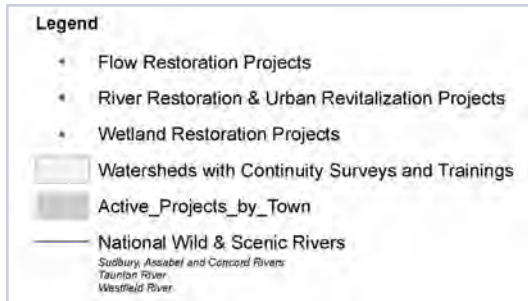 Legend
Flow Restoration Projects
River Restoration & Urban Revitalization Projects
Wetland Restoration Projects
Watersheds with Continuity Surveys and Trainings
Active_Projects_by_Town
National Wild & Scenic Rivers
Sudbury, Assabet and Concord Rivers
Taunton River
Westfield River